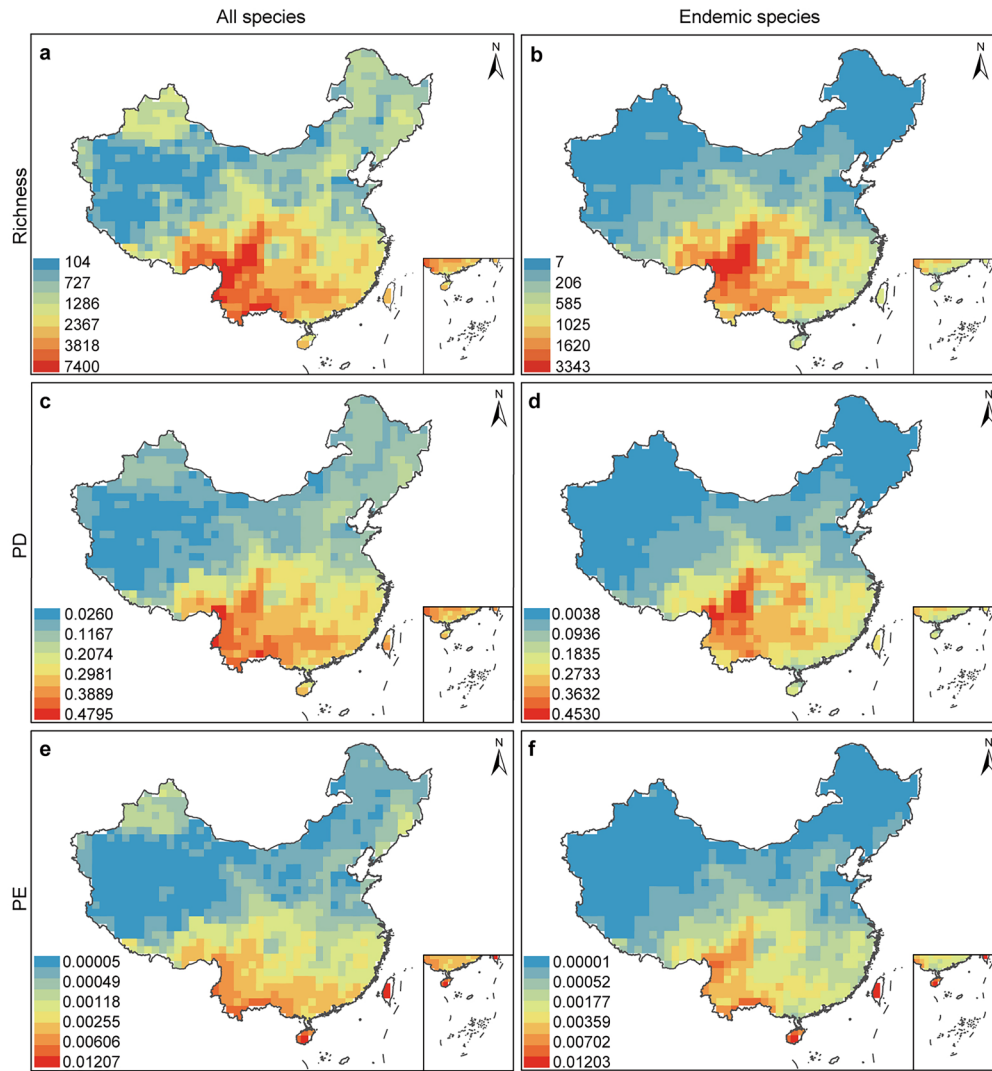 All species
Endemic species
Richness
a
N
104
727
1286
2367
3818
7400
b
N
7
206
585
1025
1620
3343
PD
c
N
0.0260
0.1167
0.2074
0.2981
0.3889
0.4795
d
N
0.0038
0.0936
0.1835
0.2733
0.3632
0.4530
PE
e
N
0.00005
0.00049
0.00118
0.00255
0.00606
0.01207
f
N
0.00001
0.00052
0.00177
0.00359
0.00702
0.01203